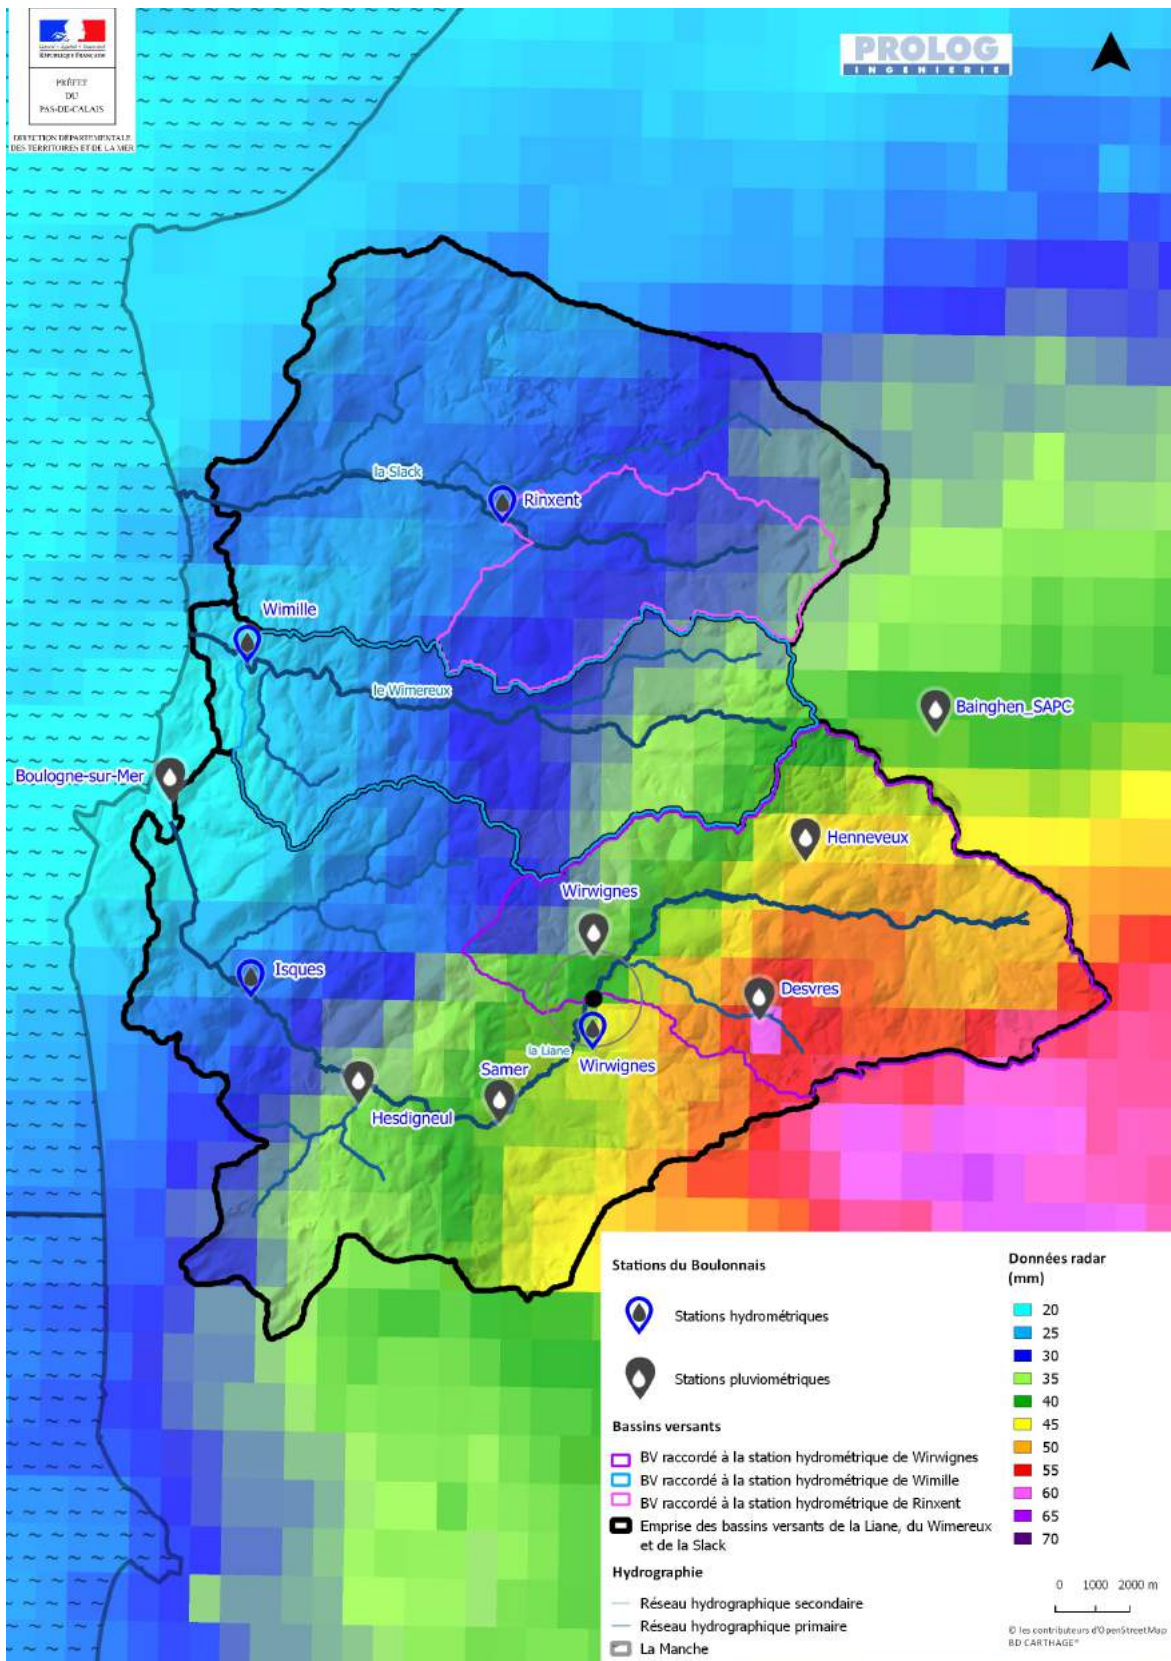 RÉPUBLIQUE FRANÇAISE
PRÉFET
DU
PAS-DE-CALAIS
DIRECTION DÉPARTEMENTALE
DES TERRITOIRES ET DE LA MER
PROLOG
INGENIERIE
la Slack
Rinxent
Wimille
le Wimereux
Bainghen_SAPC
Boulogne-sur-Mer
Henneveux
Wirwignes
Isques
Desvres
la Liane
Wirwignes
Samer
Hesdigneul
Stations du Boulonnais
Stations hydrométriques
Stations pluviométriques
Bassins versants
BV raccordé à la station hydrométrique de Wirwignes
BV raccordé à la station hydrométrique de Wimille
BV raccordé à la station hydrométrique de Rinxent
Emprise des bassins versants de la Liane, du Wimereux
et de la Slack
Hydrographie
Réseau hydrographique secondaire
Réseau hydrographique primaire
La Manche
Données radar
(mm)
20
25
30
35
40
45
50
55
60
65
70
0 1000 2000 m
© les contributeurs d'OpenStreetMap
BD CARTHAGE®